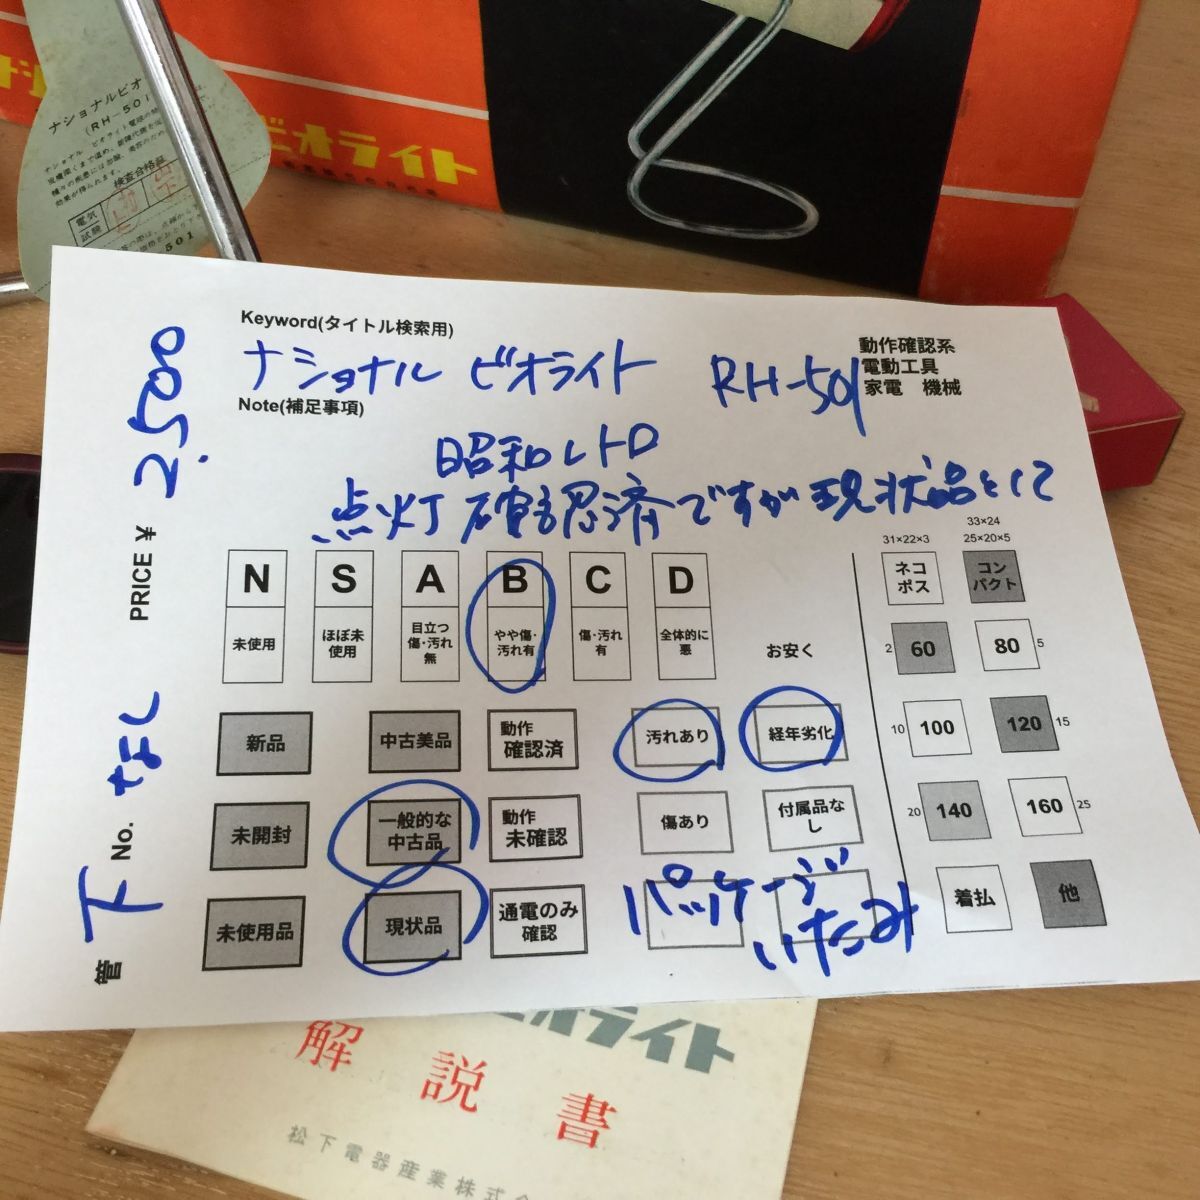 ナショナルビオ
(RH-501
検査合格証
電気
試験
501
ビオライト
Keyword(タイトル検索用)
ナショナル ビオライト RH-501
動作確認系
電動工具
家電 機械
Note(補足事項)
昭和レトロ
点灯確認済ですが現状品として
PRICE ¥ 2,500
No. なし
管 下
N S A B C D
未使用
ほぼ未
使用
目立つ
傷・汚れ
無
やや傷・
汚れ有
傷・汚れ
有
全体的に
悪
お安く
新品 中古美品
動作
確認済
汚れあり 経年劣化
未開封
一般的な
中古品
動作
未確認
傷あり
付属品な
し
未使用品 現状品
通電のみ
確認
パッケージ
いたみ
31×22×3
33×24
25×20×5
ネコ
ポス
コン
パクト
2 60 80 5
10 100 120 15
20 140 160 25
着払 他
ビオライト
解説書
松下電器産業株式会